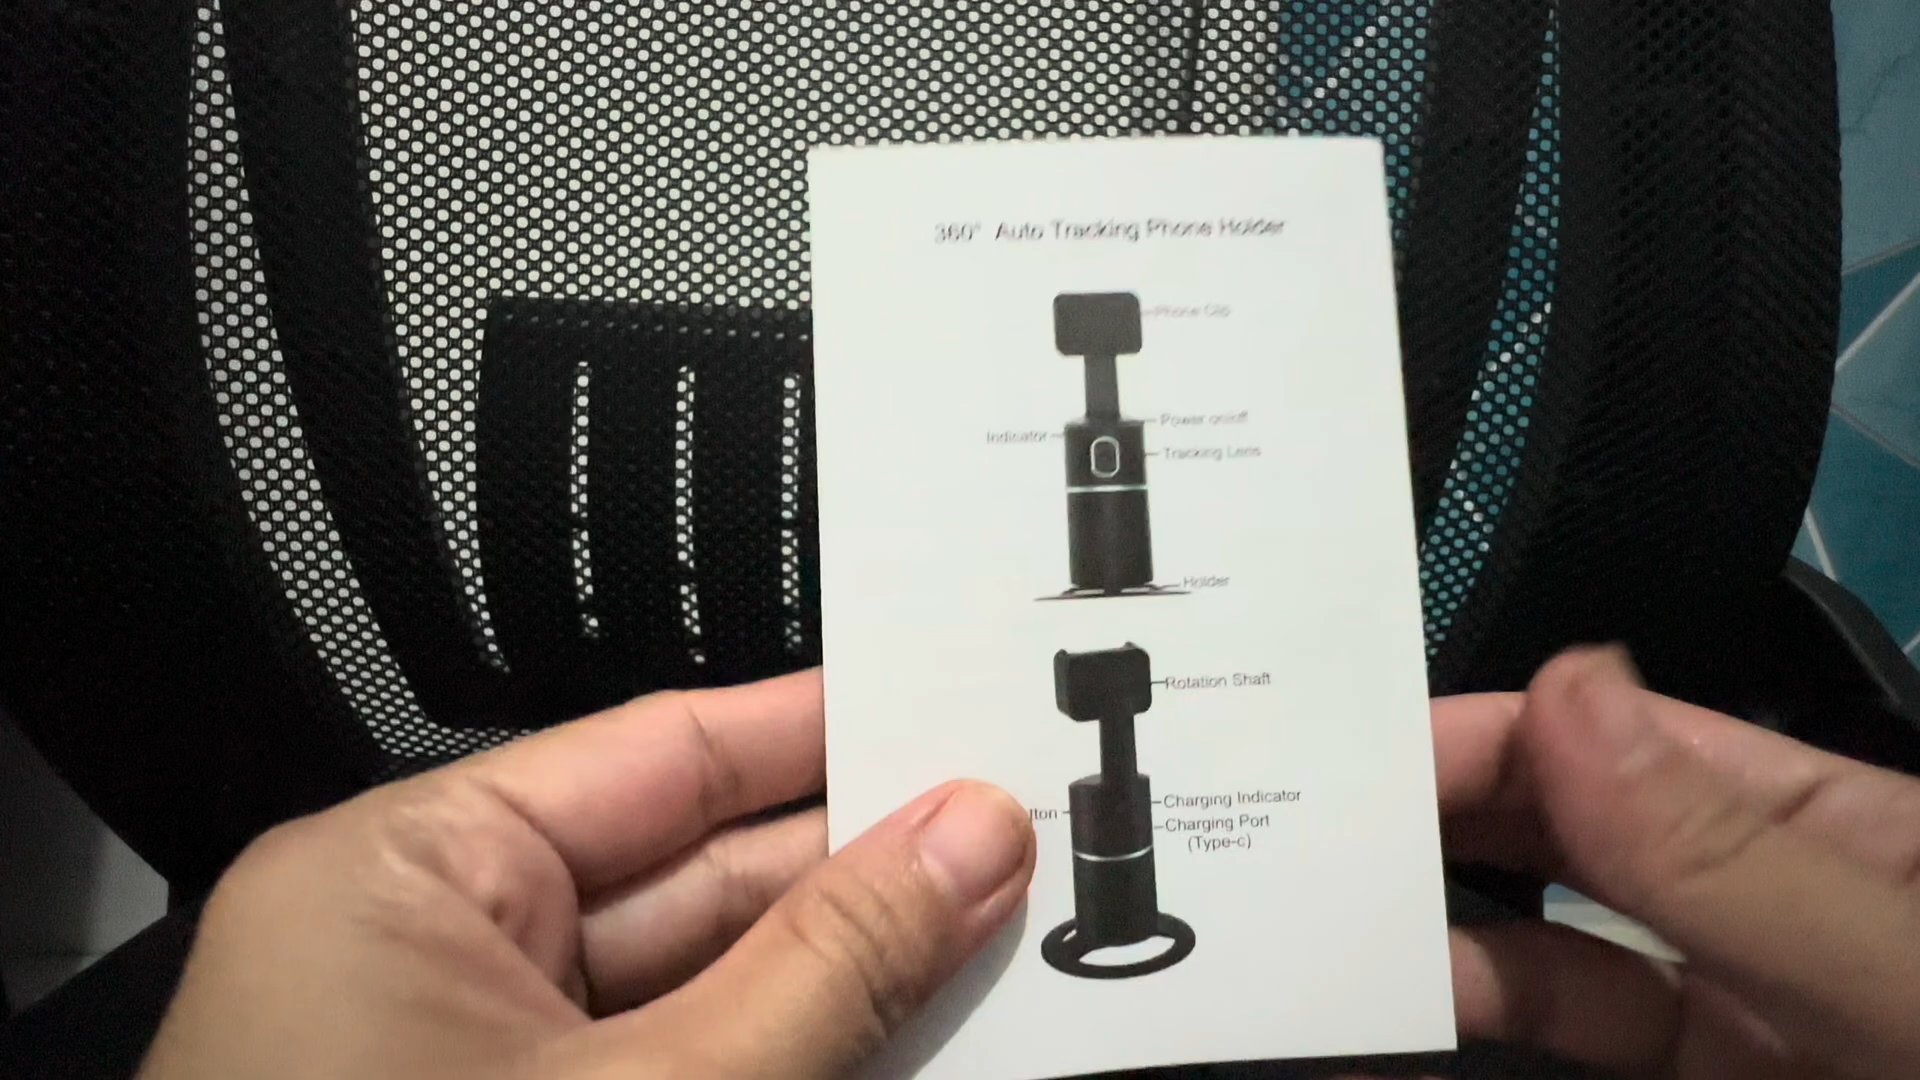 360° Auto Tracking Phone Holder
Phone Clip
Power on/off
Indicator
Tracking Lens
Holder
Rotation Shaft
Charging Indicator
tton
Charging Port
(Type-c)